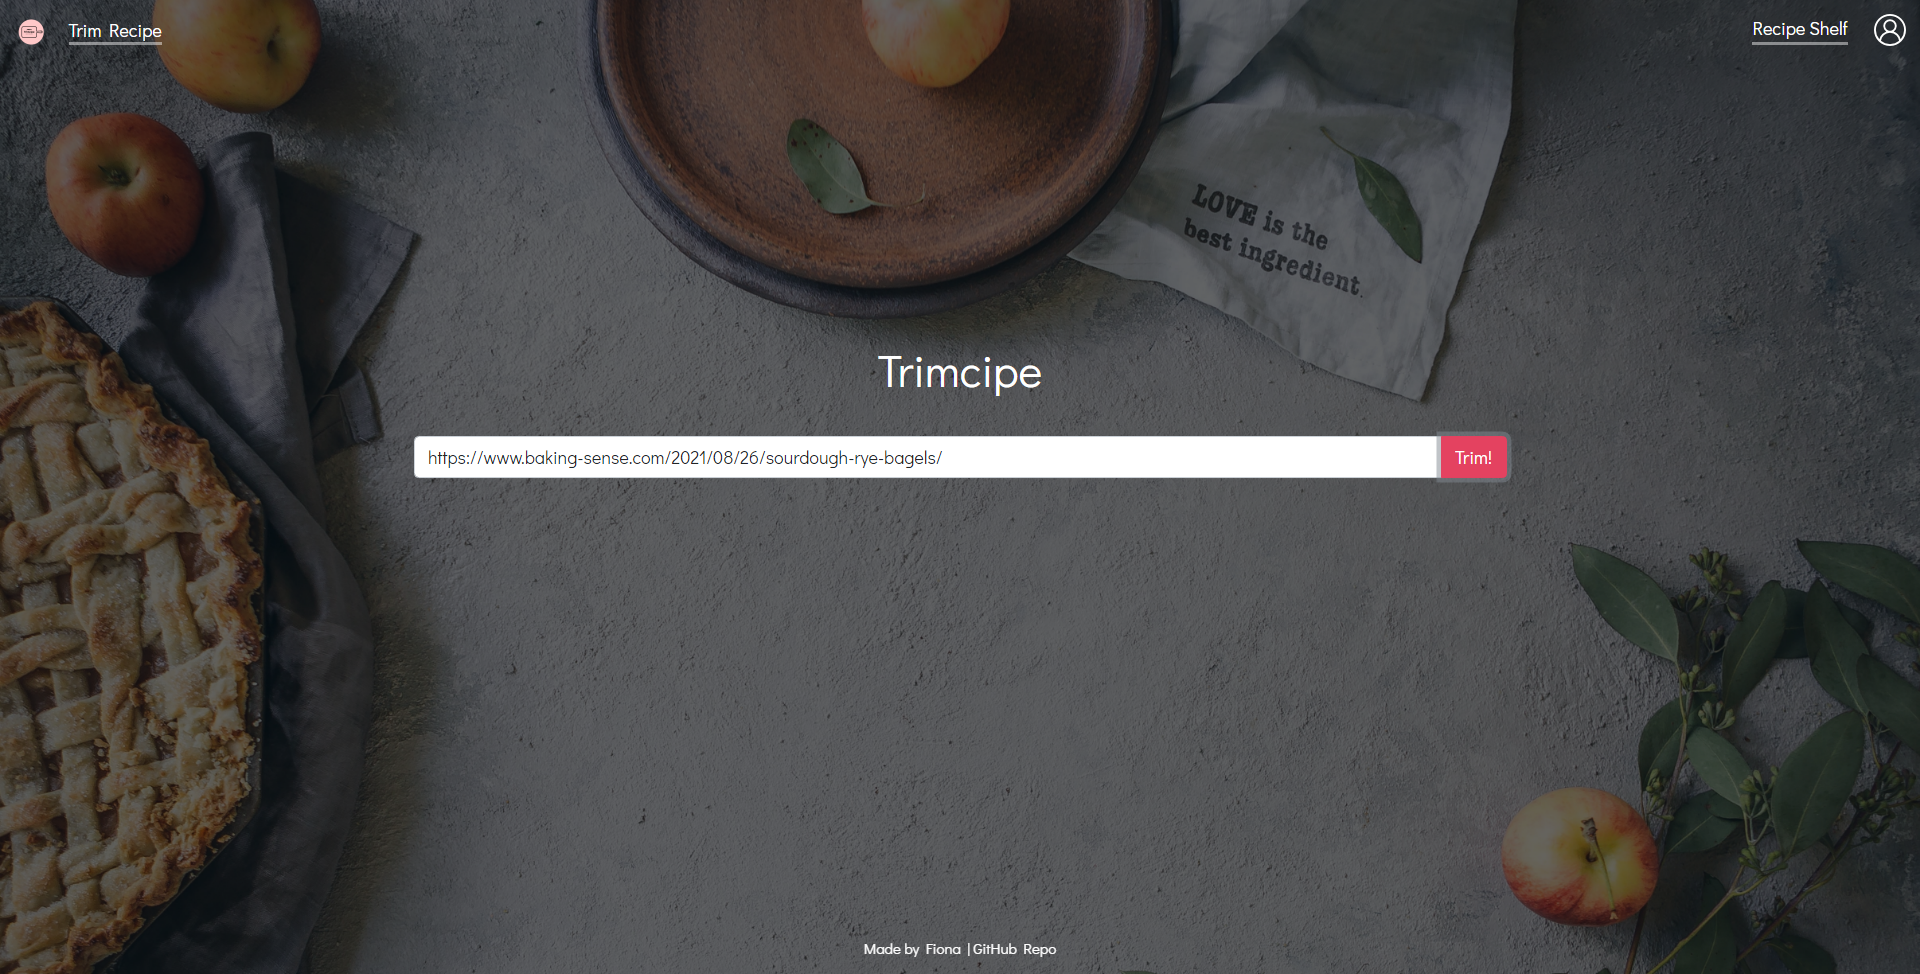 Trim Recipe
Recipe Shelf
LOVE is the
best ingredient.
Trimcipe
https://www.baking-sense.com/2021/08/26/sourdough-rye-bagels/
Trim!
Made by Fiona | GitHub Repo